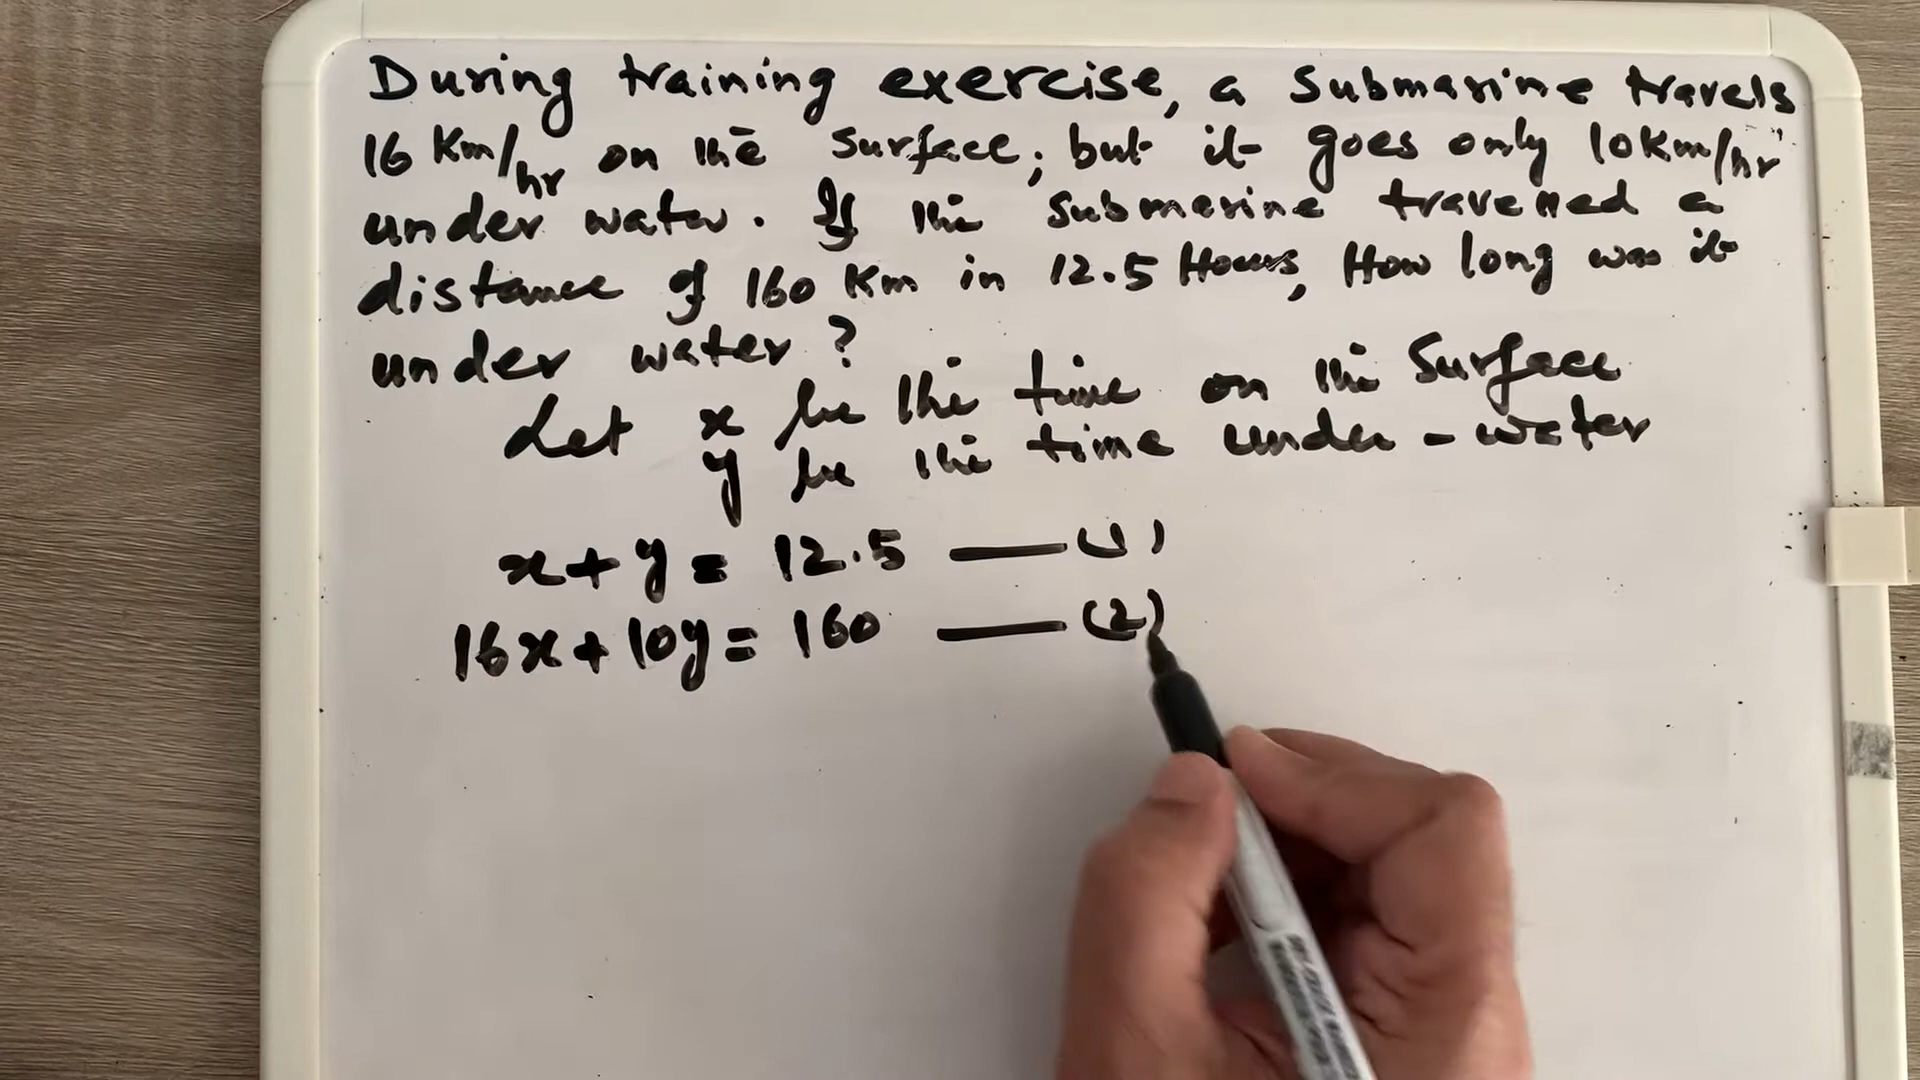 During training exercise, a submarine travels
16 Km/hr on the surface, but it goes only 10km/hr
under water. If the submarine travelled a
distance of 160 Km in 12.5 Hours, How long was it
under water?
Let x be the time on the Surface
y be the time under-water
x+y= 12.5 —(1)
16x+10y= 160 —(2)